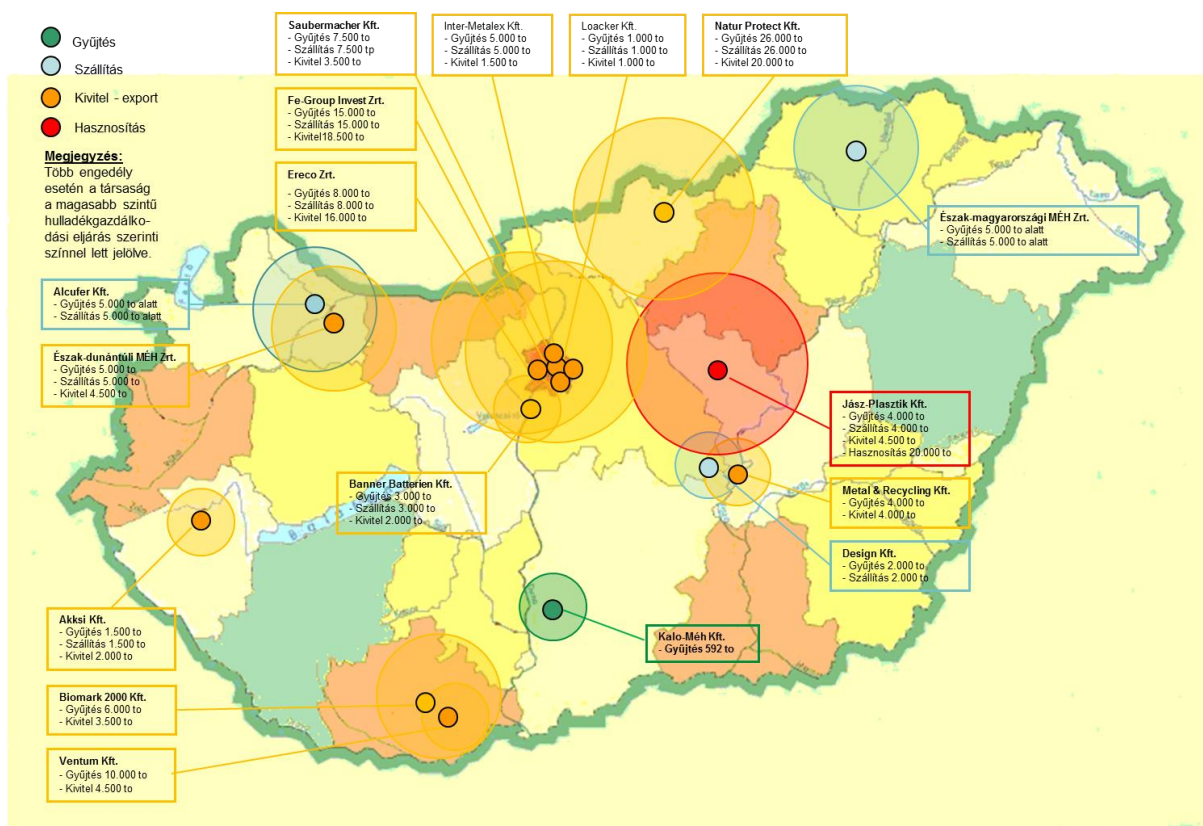 Gyűjtés
Szállítás
Kivitel - export
Hasznosítás
Megjegyzés:
Több engedély
esetén a társaság
a magasabb szintű
hulladékgazdálko-
dási eljárás szerinti
színnel lett jelölve.
Saubermacher Kft.
- Gyűjtés 7.500 to
- Szállítás 7.500 tp
- Kivitel 3.500 to
Inter-Metalex Kft.
- Gyűjtés 5.000 to
- Szállítás 5.000 to
- Kivitel 1.500 to
Loacker Kft.
- Gyűjtés 1.000 to
- Szállítás 1.000 to
- Kivitel 1.000 to
Natur Protect Kft.
- Gyűjtés 26.000 to
- Szállítás 26.000 to
- Kivitel 20.000 to
Fe-Group Invest Zrt.
- Gyűjtés 15.000 to
- Szállítás 15.000 to
- Kivitel18.500 to
Ereco Zrt.
- Gyűjtés 8.000 to
- Szállítás 8.000 to
- Kivitel 16.000 to
Észak-magyarországi MÉH Zrt.
- Gyűjtés 5.000 to alatt
- Szállítás 5.000 to alatt
Alcufer Kft.
- Gyűjtés 5.000 to alatt
- Szállítás 5.000 to alatt
Észak-dunántúli MÉH Zrt.
- Gyűjtés 5.000 to
- Szállítás 5.000 to
- Kivitel 4.500 to
Jász-Plasztik Kft.
- Gyűjtés 4.000 to
- Szállítás 4.000 to
- Kivitel 4.500 to
- Hasznosítás 20.000 to
Banner Batterien Kft.
- Gyűjtés 3.000 to
- Szállítás 3.000 to
- Kivitel 2.000 to
Metal & Recycling Kft.
- Gyűjtés 4.000 to
- Kivitel 4.000 to
Design Kft.
- Gyűjtés 2.000 to
- Szállítás 2.000 to
Akksi Kft.
- Gyűjtés 1.500 to
- Szállítás 1.500 to
- Kivitel 2.000 to
Kalo-Méh Kft.
- Gyűjtés 592 to
Biomark 2000 Kft.
- Gyűjtés 6.000 to
- Kivitel 3.500 to
Ventum Kft.
- Gyűjtés 10.000 to
- Kivitel 4.500 to